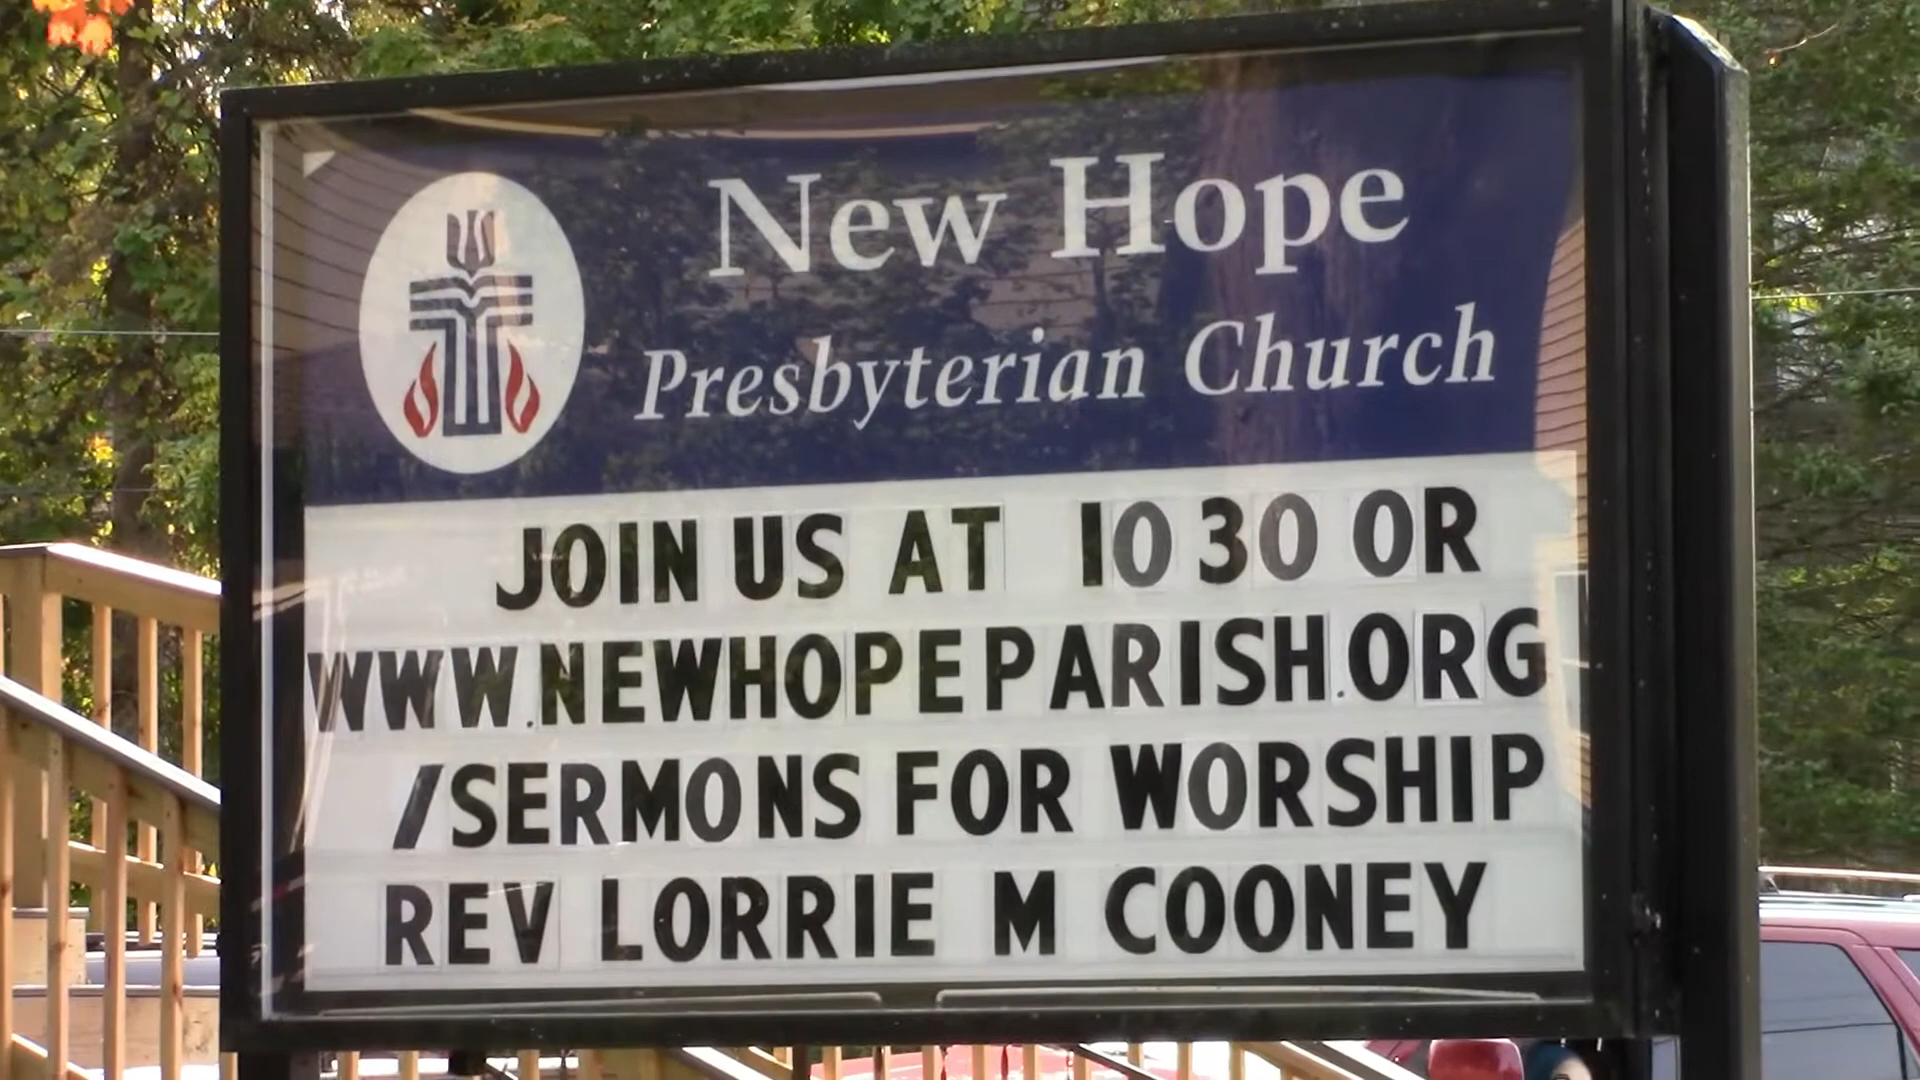 New Hope
Presbyterian Church
JOIN US AT 10 30 OR
WWW.NEWHOPEPARISH.ORG
/SERMONS FOR WORSHIP
REV LORRIE M COONEY